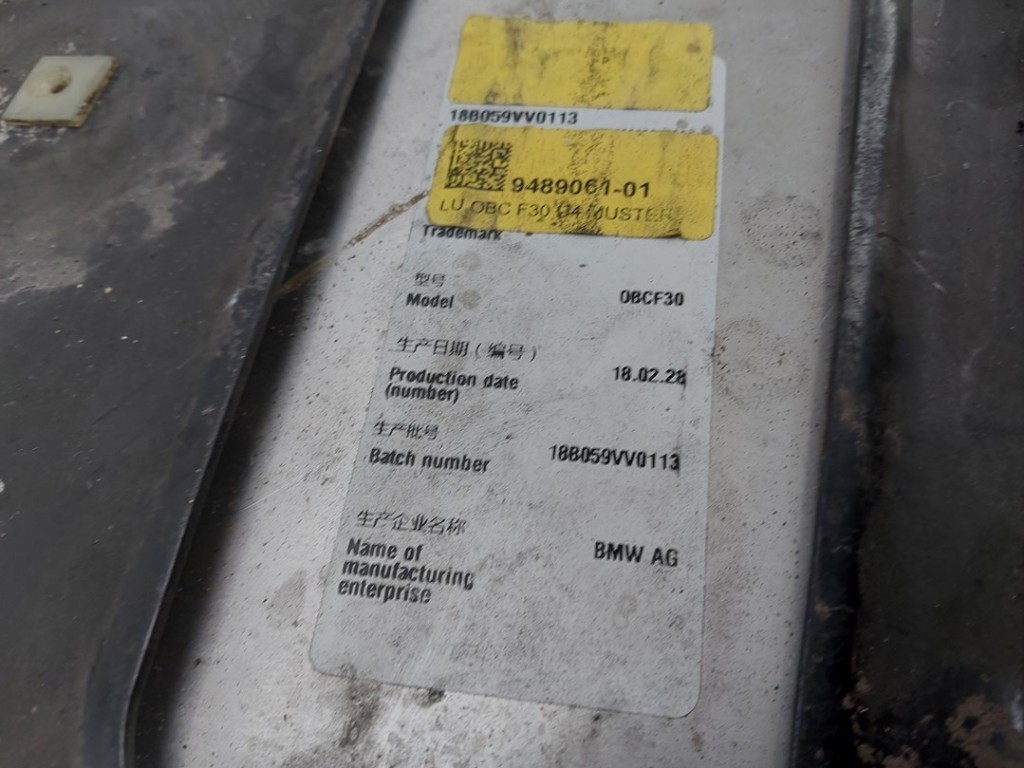 18B059VV0113
9489061-01
LU OBC F30 U4 MUSTER
Trademark
型号
Model OBCF30
生产日期(编号)
Production date 18.02.28
(number)
生产批号
Batch number 18B059VV0113
生产企业名称
Name of BMW AG
manufacturing
enterprise